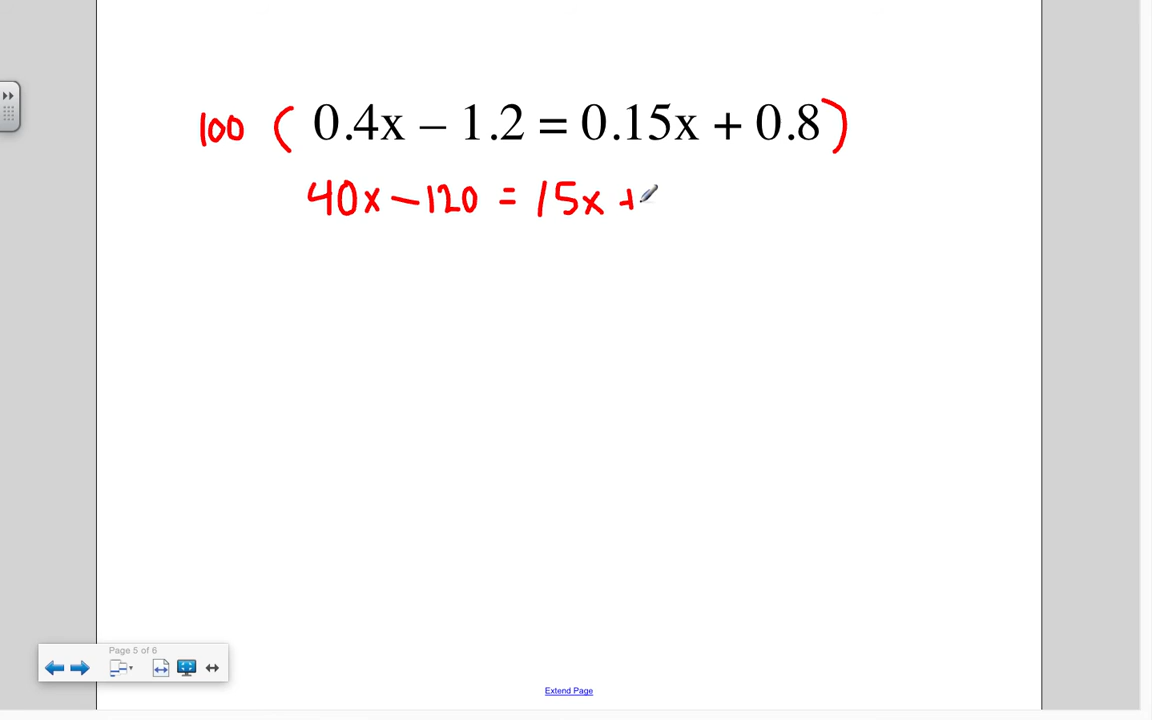 100 ( 0.4x – 1.2 = 0.15x + 0.8 )
40x – 120 = 15x +
Page 5 of 6
Extend Page